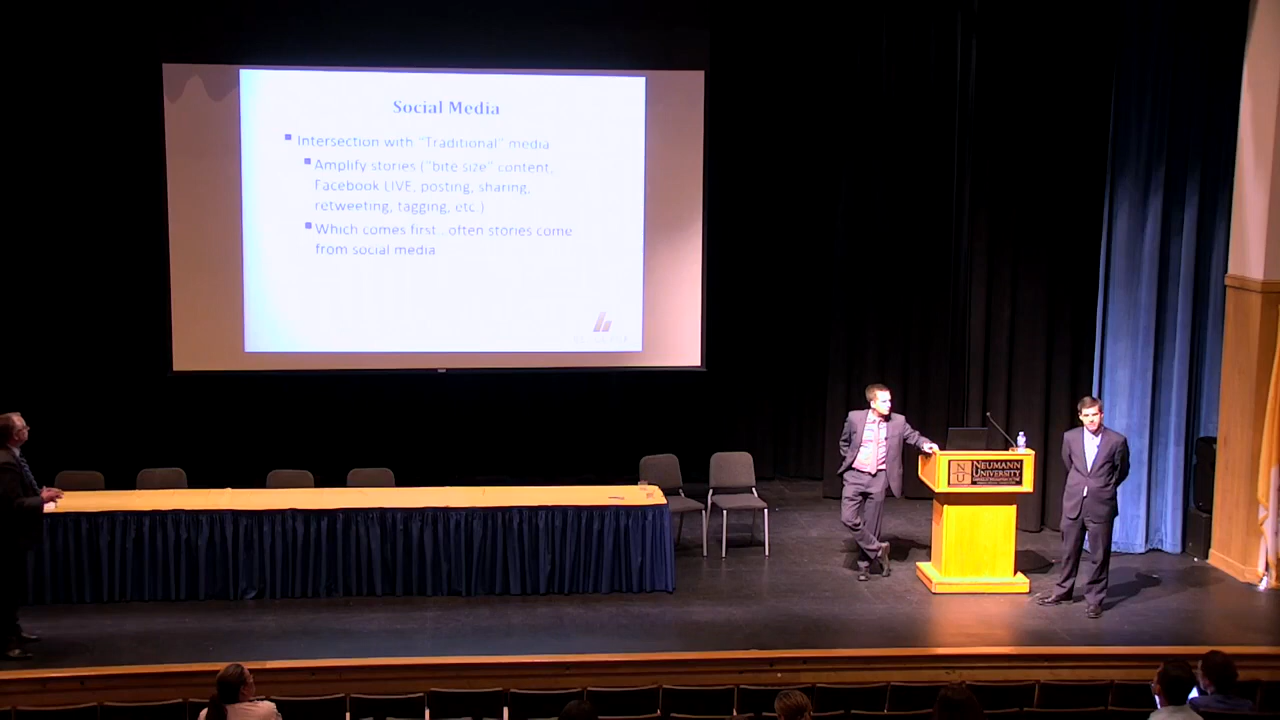 Social Media
Intersection with "Traditional" media
Amplify stories ("bite size" content,
Facebook LIVE, posting, sharing,
retweeting, tagging, etc.)
Which comes first...often stories come
from social media
N
U
NEUMANN
UNIVERSITY